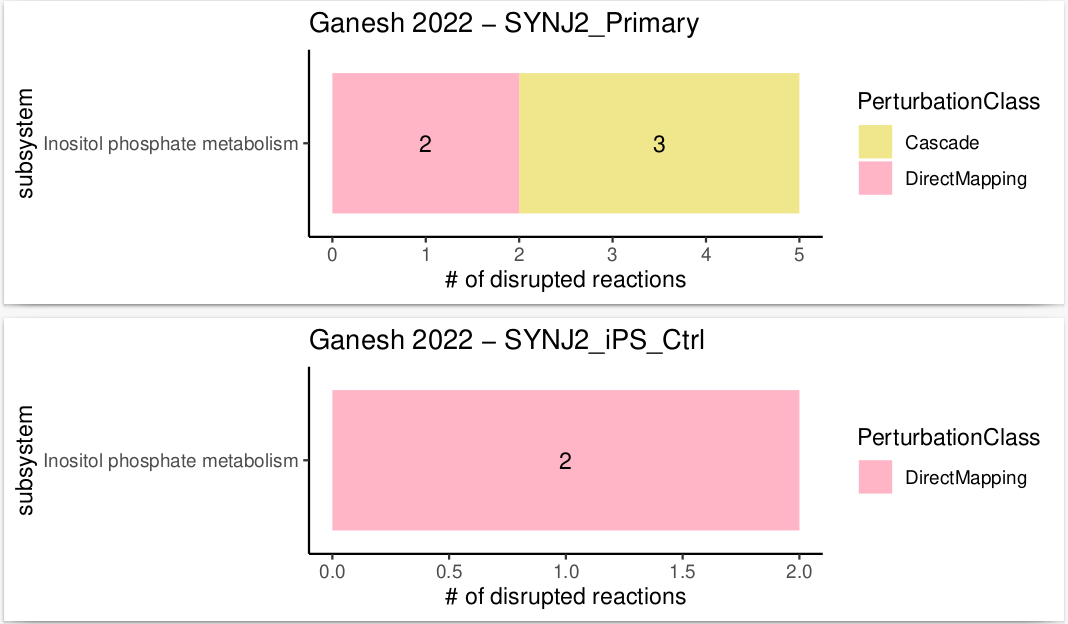 Ganesh 2022 – SYNJ2_Primary
subsystem
Inositol phosphate metabolism
2
3
PerturbationClass
Cascade
DirectMapping
0 1 2 3 4 5
# of disrupted reactions
Ganesh 2022 – SYNJ2_iPS_Ctrl
subsystem
Inositol phosphate metabolism
2
PerturbationClass
DirectMapping
0.0 0.5 1.0 1.5 2.0
# of disrupted reactions